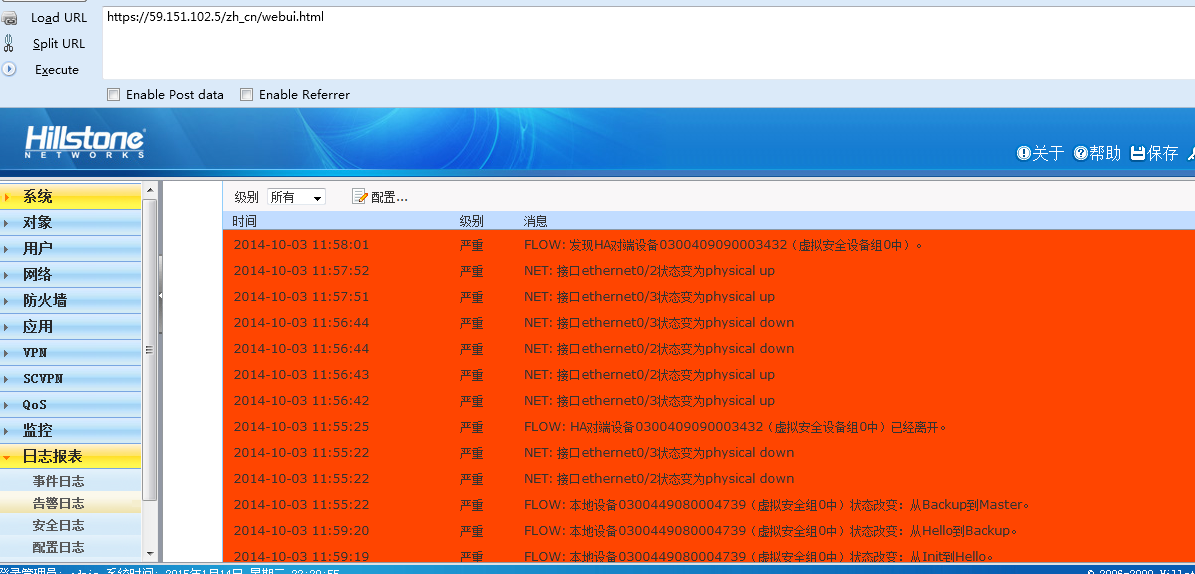 Load URL
https://59.151.102.5/zh_cn/webui.html
Split URL
Execute
Enable Post data Enable Referrer
Hillstone
NETWORKS
关于 帮助 保存
系统
对象
用户
网络
防火墙
应用
VPN
SCVPN
QoS
监控
日志报表
事件日志
告警日志
安全日志
配置日志
级别 所有 配置...
时间 级别 消息
2014-10-03 11:58:01 严重 FLOW: 发现HA对端设备0300409090003432（虚拟安全设备组0中）。
2014-10-03 11:57:52 严重 NET: 接口ethernet0/2状态变为physical up
2014-10-03 11:57:51 严重 NET: 接口ethernet0/3状态变为physical up
2014-10-03 11:56:44 严重 NET: 接口ethernet0/3状态变为physical down
2014-10-03 11:56:44 严重 NET: 接口ethernet0/2状态变为physical down
2014-10-03 11:56:43 严重 NET: 接口ethernet0/2状态变为physical up
2014-10-03 11:56:42 严重 NET: 接口ethernet0/3状态变为physical up
2014-10-03 11:55:25 严重 FLOW: HA对端设备0300409090003432（虚拟安全设备组0中）已经离开。
2014-10-03 11:55:22 严重 NET: 接口ethernet0/3状态变为physical down
2014-10-03 11:55:22 严重 NET: 接口ethernet0/2状态变为physical down
2014-10-03 11:55:22 严重 FLOW: 本地设备0300449080004739（虚拟安全组0中）状态改变：从Backup到Master。
2014-10-03 11:59:20 严重 FLOW: 本地设备0300449080004739（虚拟安全组0中）状态改变：从Hello到Backup。
2014-10-03 11:59:19 严重 FLOW: 本地设备0300449080004739（虚拟安全组0中）状态改变：从Init到Hello。
登录管理员: 系统时间: 2015年1月14日